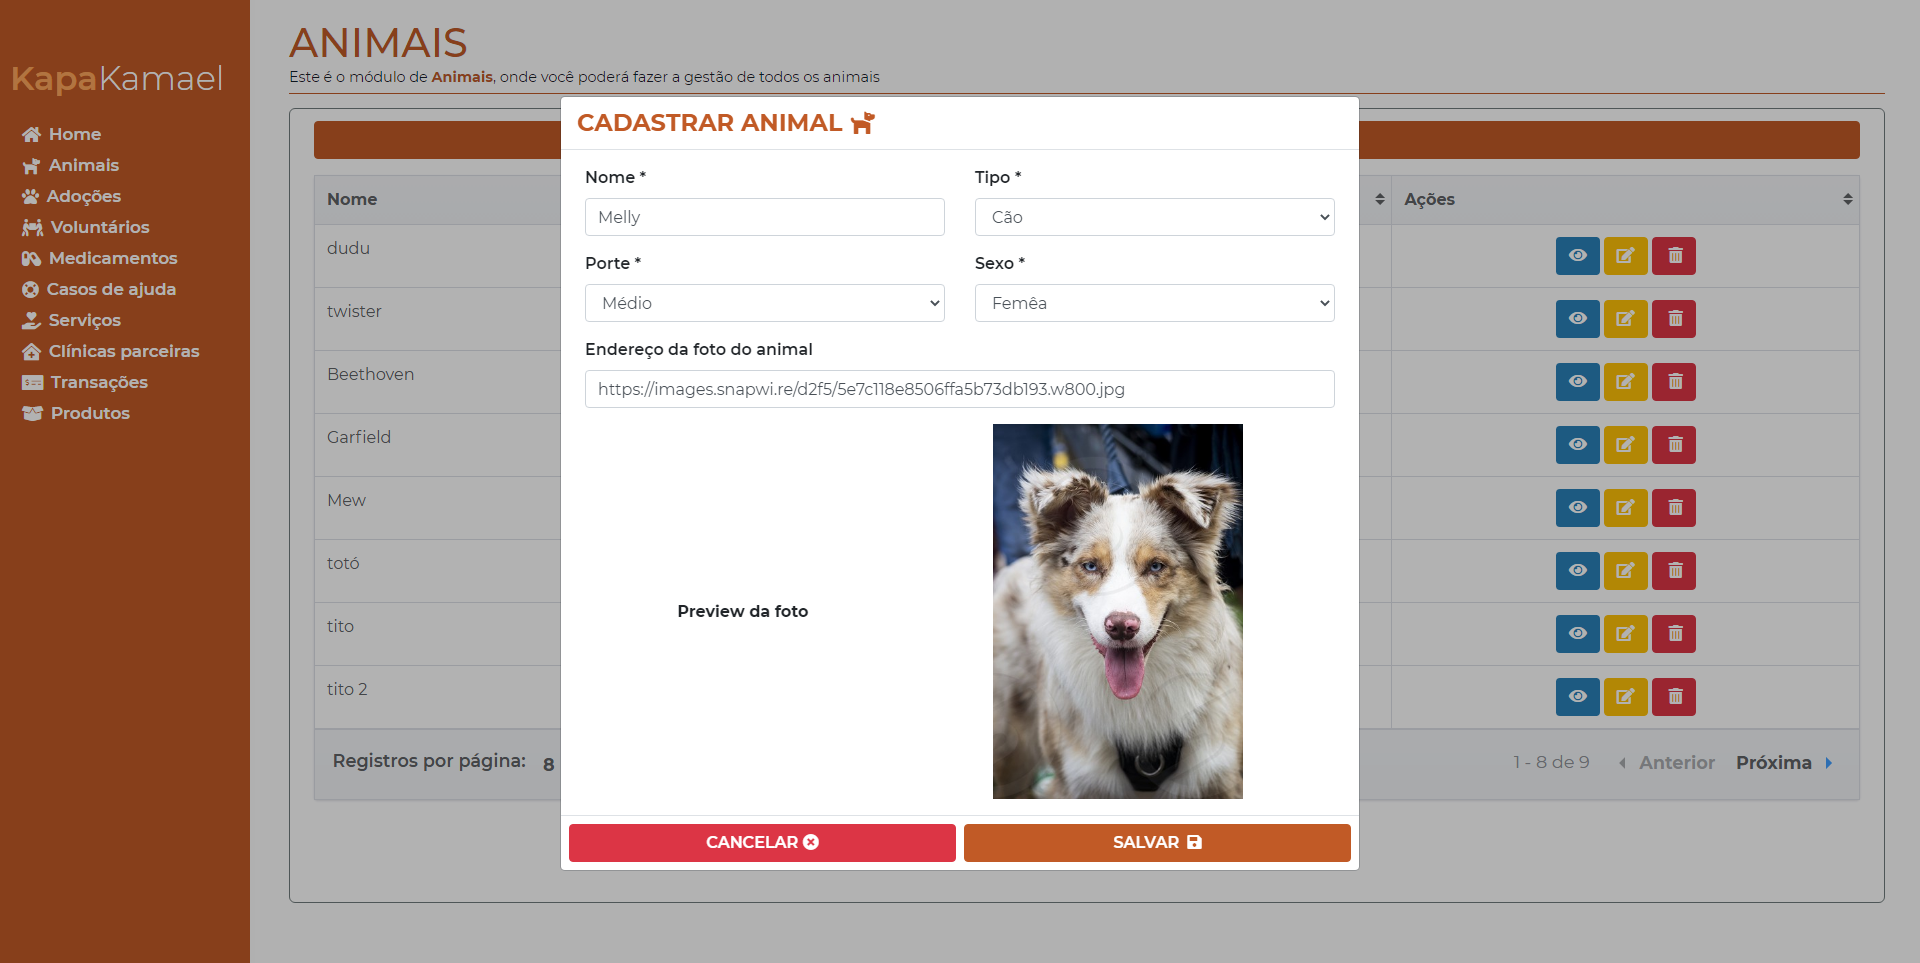 KapaKamael
Home
Animais
Adoções
Voluntários
Medicamentos
Casos de ajuda
Serviços
Clínicas parceiras
Transações
Produtos
ANIMAIS
Este é o módulo de Animais, onde você poderá fazer a gestão de todos os animais
Nome
Ações
dudu
twister
Beethoven
Garfield
Mew
totó
tito
tito 2
Registros por página: 8
1 - 8 de 9 Anterior Próxima
CADASTRAR ANIMAL
Nome *
Tipo *
Melly
Cão
Porte *
Sexo *
Médio
Femêa
Endereço da foto do animal
https://images.snapwi.re/d2f5/5e7c118e8506ffa5b73db193.w800.jpg
Preview da foto
CANCELAR
SALVAR